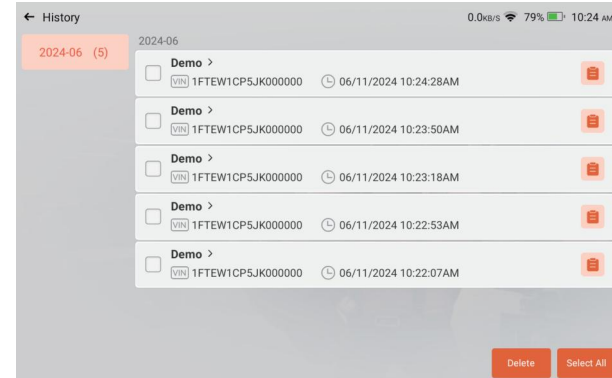 ← History
0.0KB/S 79% 10:24 AM
2024-06 (5)
2024-06
Demo >
VIN 1FTEW1CP5JK000000 06/11/2024 10:24:28AM
Demo >
VIN 1FTEW1CP5JK000000 06/11/2024 10:23:50AM
Demo >
VIN 1FTEW1CP5JK000000 06/11/2024 10:23:18AM
Demo >
VIN 1FTEW1CP5JK000000 06/11/2024 10:22:53AM
Demo >
VIN 1FTEW1CP5JK000000 06/11/2024 10:22:07AM
Delete Select All